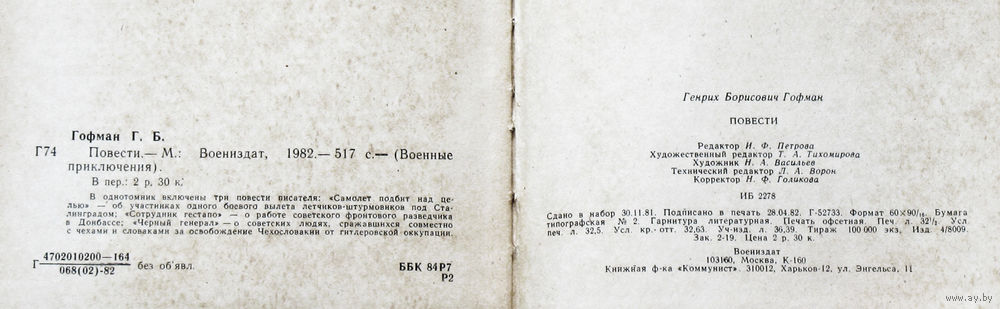 Гофман Г. Б.
Г74 Повести.— М.: Воениздат, 1982.— 517 с.— (Военные
приключения).
В пер.: 2 р. 30 к.
В однотомник включены три повести писателя: «Самолет подбит над це-
лью» — об участниках одного боевого вылета летчиков-штурмовиков под Ста-
линградом; «Сотрудник гестапо» — о работе советского фронтового разведчика
в Донбассе; «Черный генерал» — о советских людях, сражавшихся совместно
с чехами и словаками за освобождение Чехословакии от гитлеровской оккупации.
Г 4702010200—164
068(02)-82 без объявл.
ББК 84Р7
Р2
Генрих Борисович Гофман
ПОВЕСТИ
Редактор Н. Ф. Петрова
Художественный редактор Т. А. Тихомирова
Художник Н. А. Васильев
Технический редактор Л. А. Ворон
Корректор Н. Ф. Голикова
ИБ 2278
Сдано в набор 30.11.81. Подписано в печать 28.04.82. Г-52733. Формат 60×90/16. Бумага
типографская № 2. Гарнитура литературная. Печать офсетная. Печ. л. 32½. Усл.
печ. л. 32,5. Усл. кр.-отт. 32,63. Уч-изд. л. 36,39. Тираж 100 000 экз. Изд 4/8009.
Зак. 2-19. Цена 2 р. 30 к.
Воениздат
103160, Москва, К-160
Книжная ф-ка «Коммунист». 310012, Харьков-12, ул. Энгельса, 11
www.ay.by